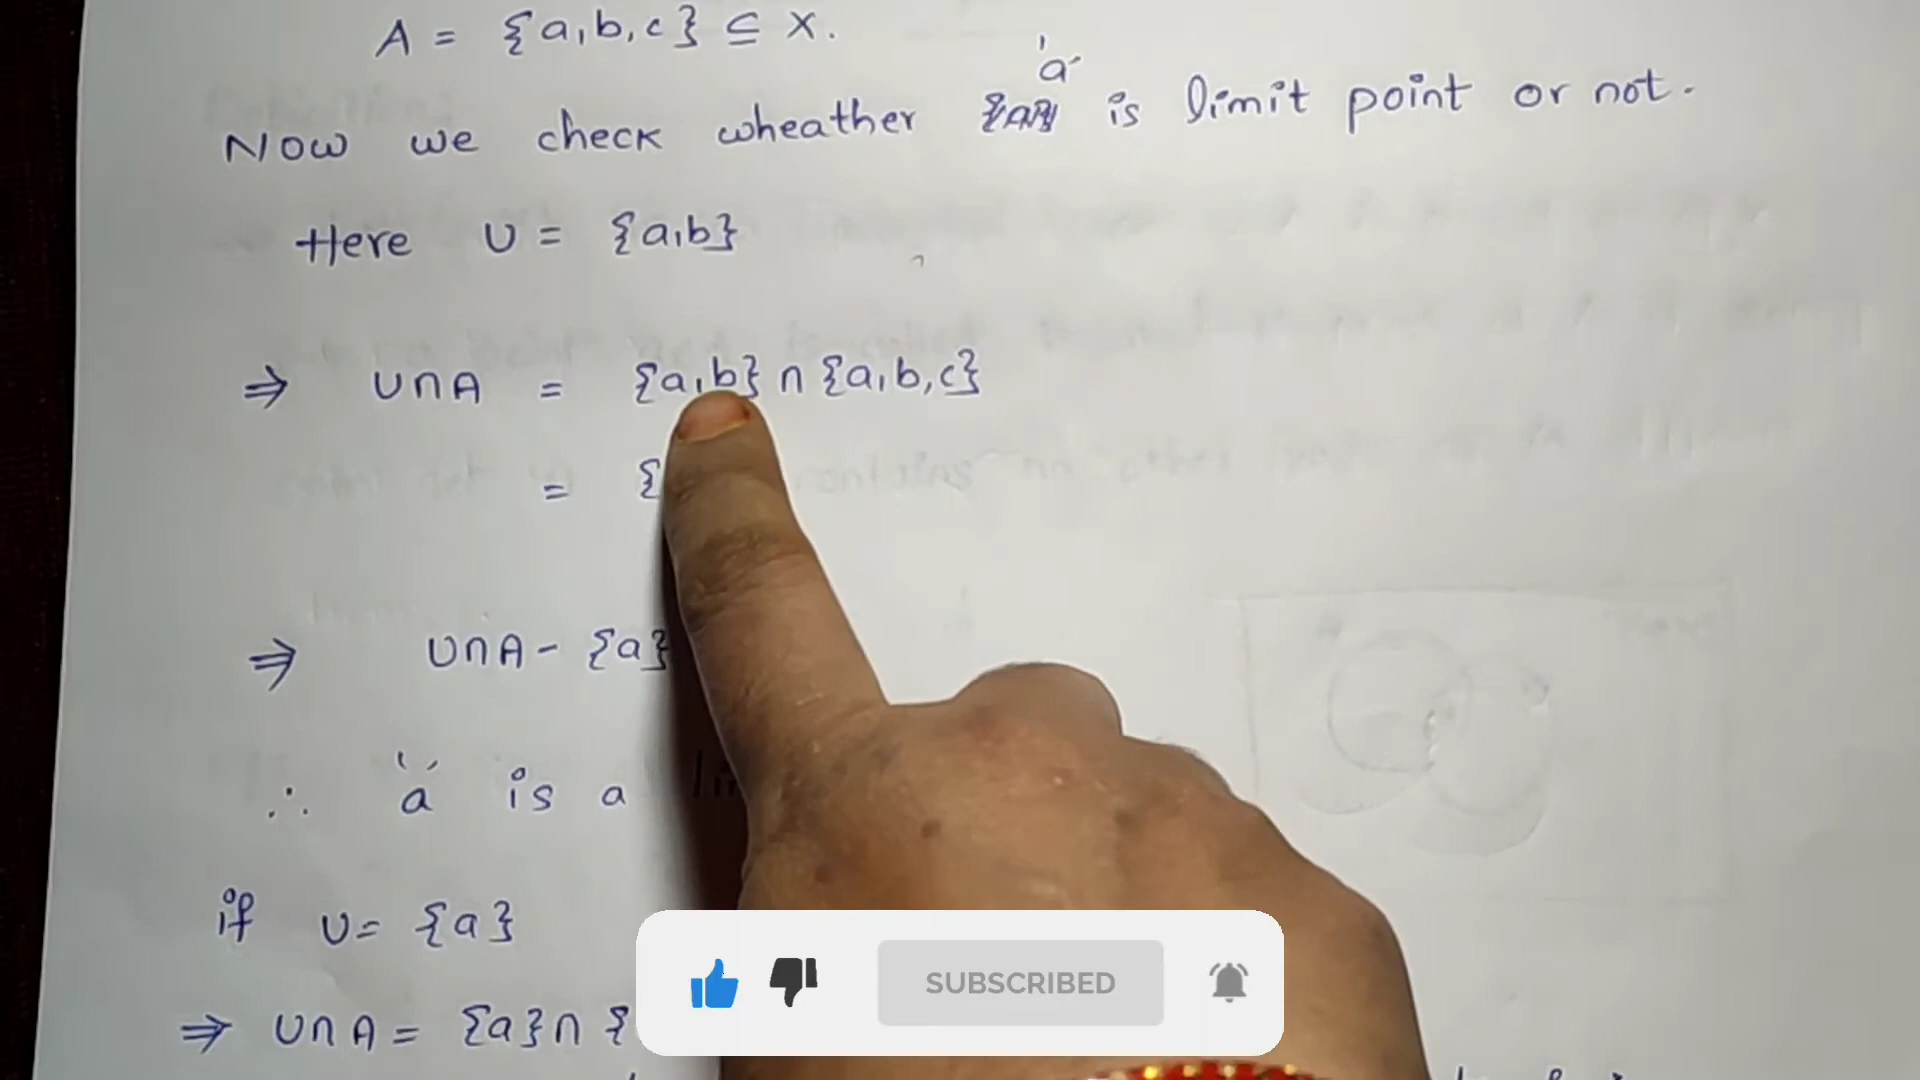 A = {a,b,c} ⊆ X.
'a'
Now we check wheather is limit point or not.
Here U = {a,b}
⇒ U∩A = {a,b} ∩ {a,b,c}
= {
⇒ U∩A - {a}
∴ 'a' is a
if U= {a}
⇒ U∩A = {a}∩ {
SUBSCRIBED